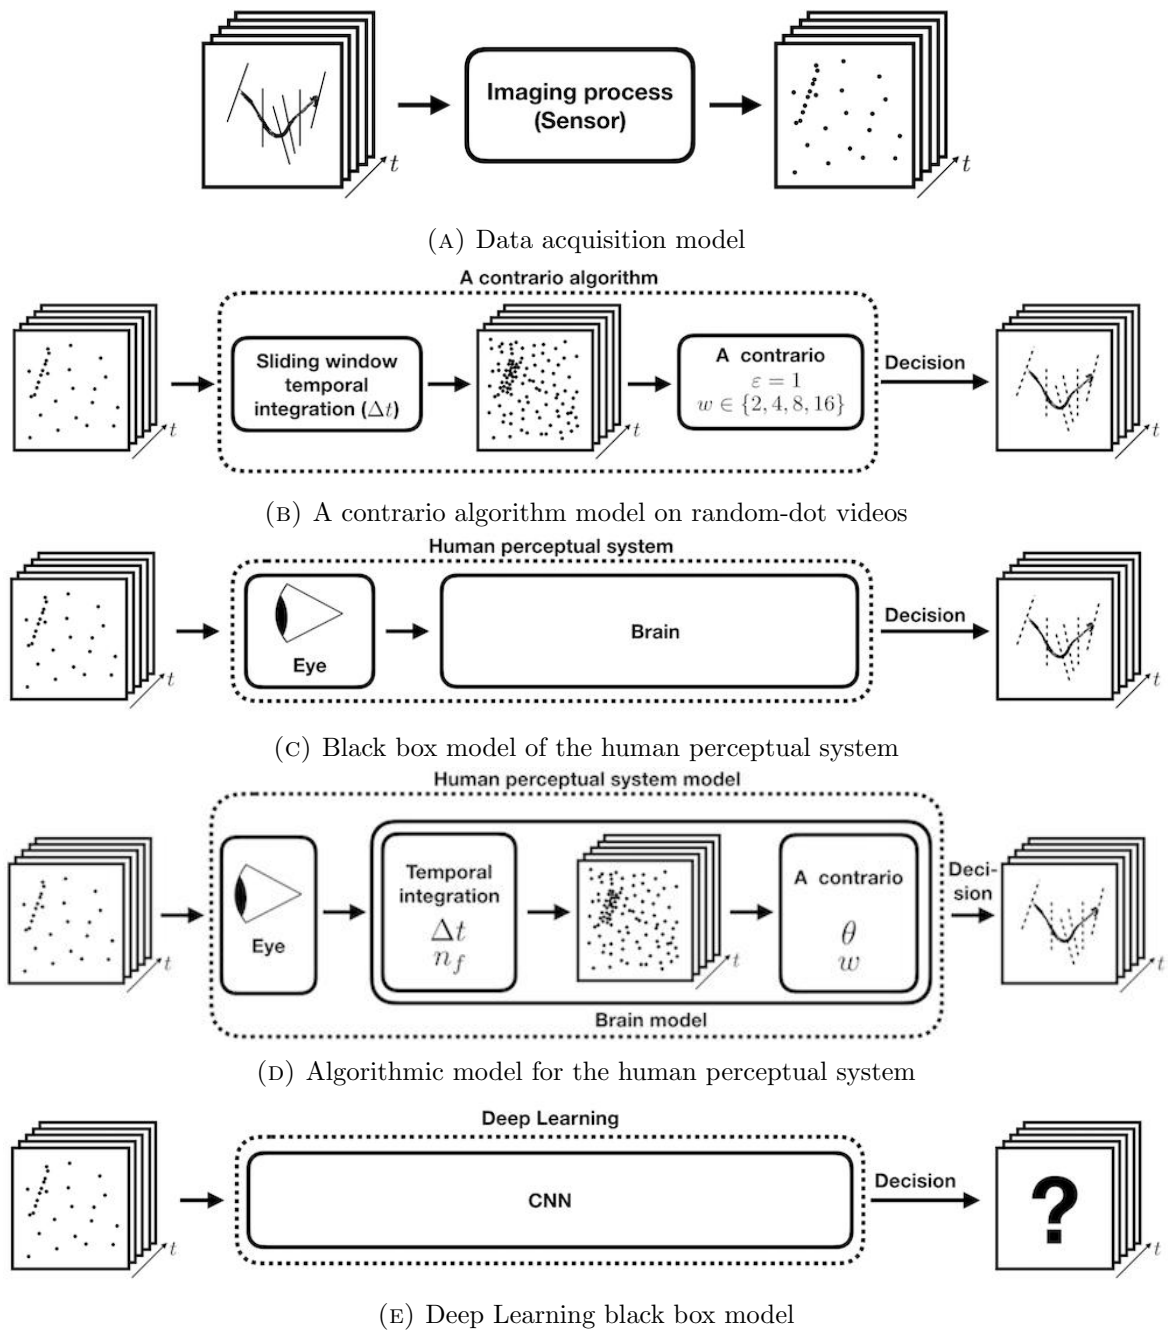 Imaging process
(Sensor)
t
t
(A) Data acquisition model
A contrario algorithm
Sliding window
temporal
integration (Δt)
A contrario
ε = 1
w ∈ {2, 4, 8, 16}
Decision
t
t
t
(B) A contrario algorithm model on random-dot videos
Human perceptual system
Eye
Brain
Decision
t
t
(C) Black box model of the human perceptual system
Human perceptual system model
Eye
Temporal
integration
Δt
n_f
A contrario
θ
w
Deci-
sion
t
t
t
Brain model
(D) Algorithmic model for the human perceptual system
Deep Learning
CNN
Decision
?
t
t
(E) Deep Learning black box model